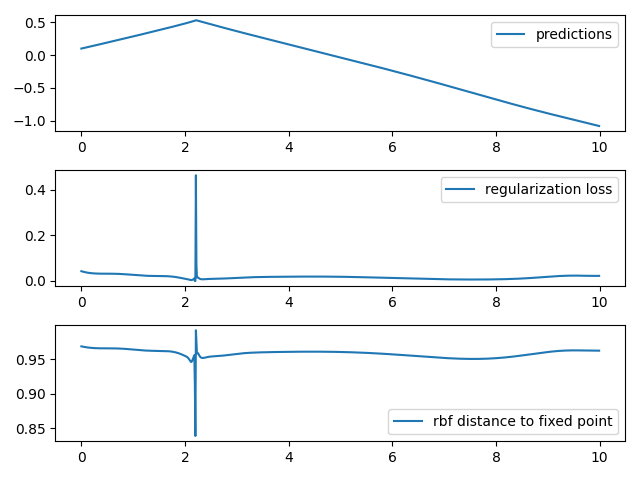 0.5
0.0
−0.5
−1.0
predictions
0 2 4 6 8 10
0.4
0.2
0.0
regularization loss
0 2 4 6 8 10
0.95
0.90
0.85
rbf distance to fixed point
0 2 4 6 8 10